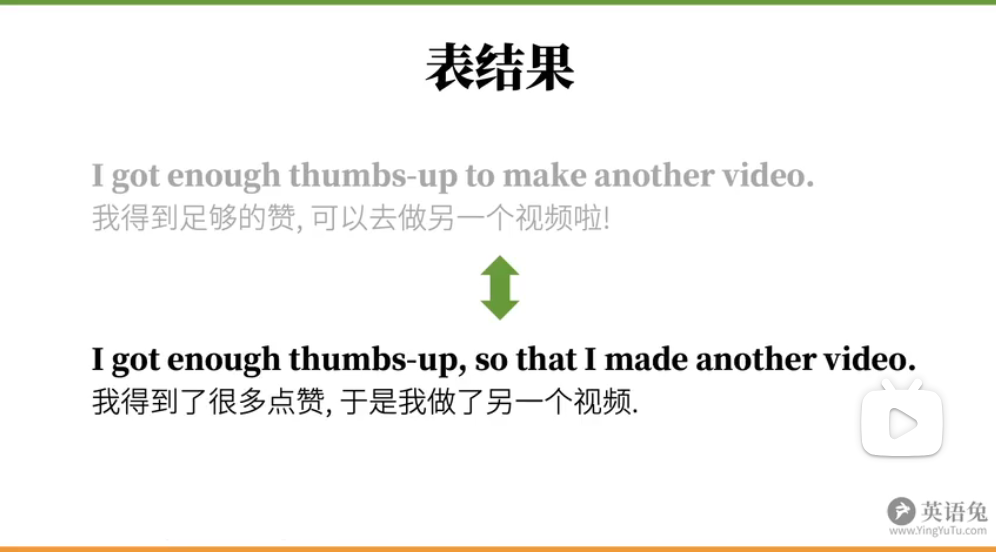 表结果
I got enough thumbs-up to make another video.
我得到足够的赞, 可以去做另一个视频啦!
I got enough thumbs-up, so that I made another video.
我得到了很多点赞, 于是我做了另一个视频.
英语兔
www.YingYuTu.com